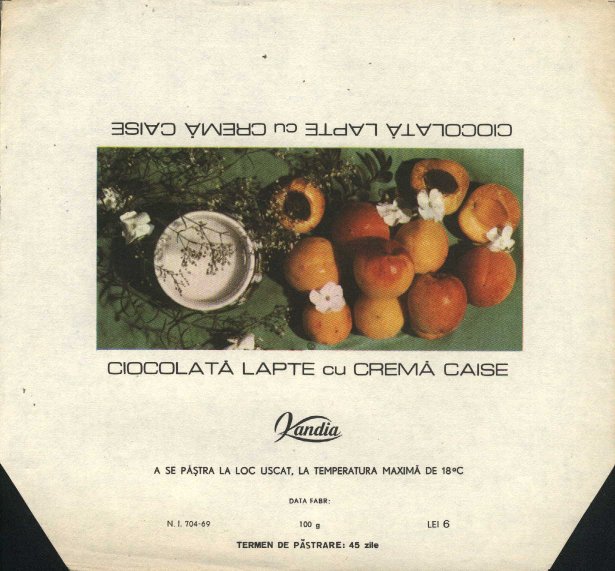 CIOCOLATĂ LAPTE cu CREMĂ CAISE
CIOCOLATĂ LAPTE cu CREMĂ CAISE
Kandia
A SE PĂSTRA LA LOC USCAT, LA TEMPERATURA MAXIMĂ DE 18°C
DATA FABR:
N. I. 704-69 100 g LEI 6
TERMEN DE PĂSTRARE: 45 zile